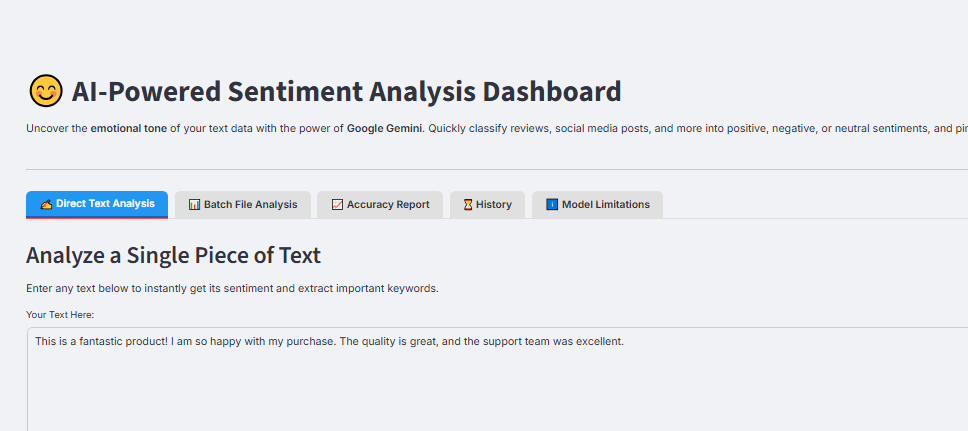 😊 AI-Powered Sentiment Analysis Dashboard
Uncover the emotional tone of your text data with the power of Google Gemini. Quickly classify reviews, social media posts, and more into positive, negative, or neutral sentiments, and
✍️ Direct Text Analysis 📊 Batch File Analysis 📈 Accuracy Report ⏳ History ℹ️ Model Limitations
Analyze a Single Piece of Text
Enter any text below to instantly get its sentiment and extract important keywords.
Your Text Here:
This is a fantastic product! I am so happy with my purchase. The quality is great, and the support team was excellent.